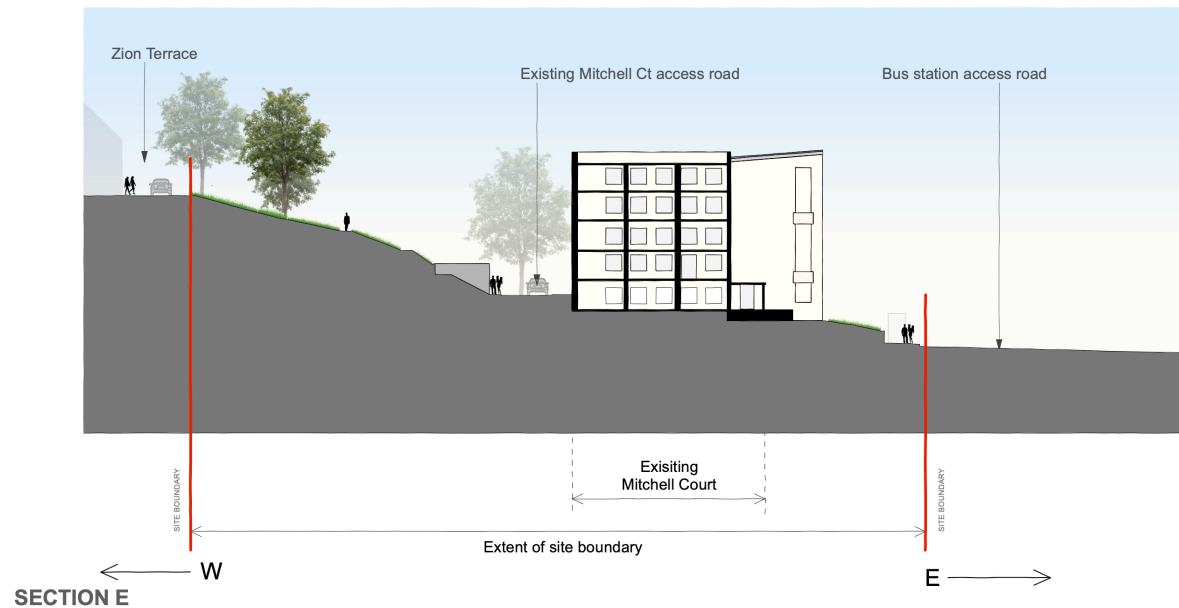 Zion Terrace
Existing Mitchell Ct access road
Bus station access road
Exisiting
Mitchell Court
SITE BOUNDARY
SITE BOUNDARY
Extent of site boundary
W
E
SECTION E